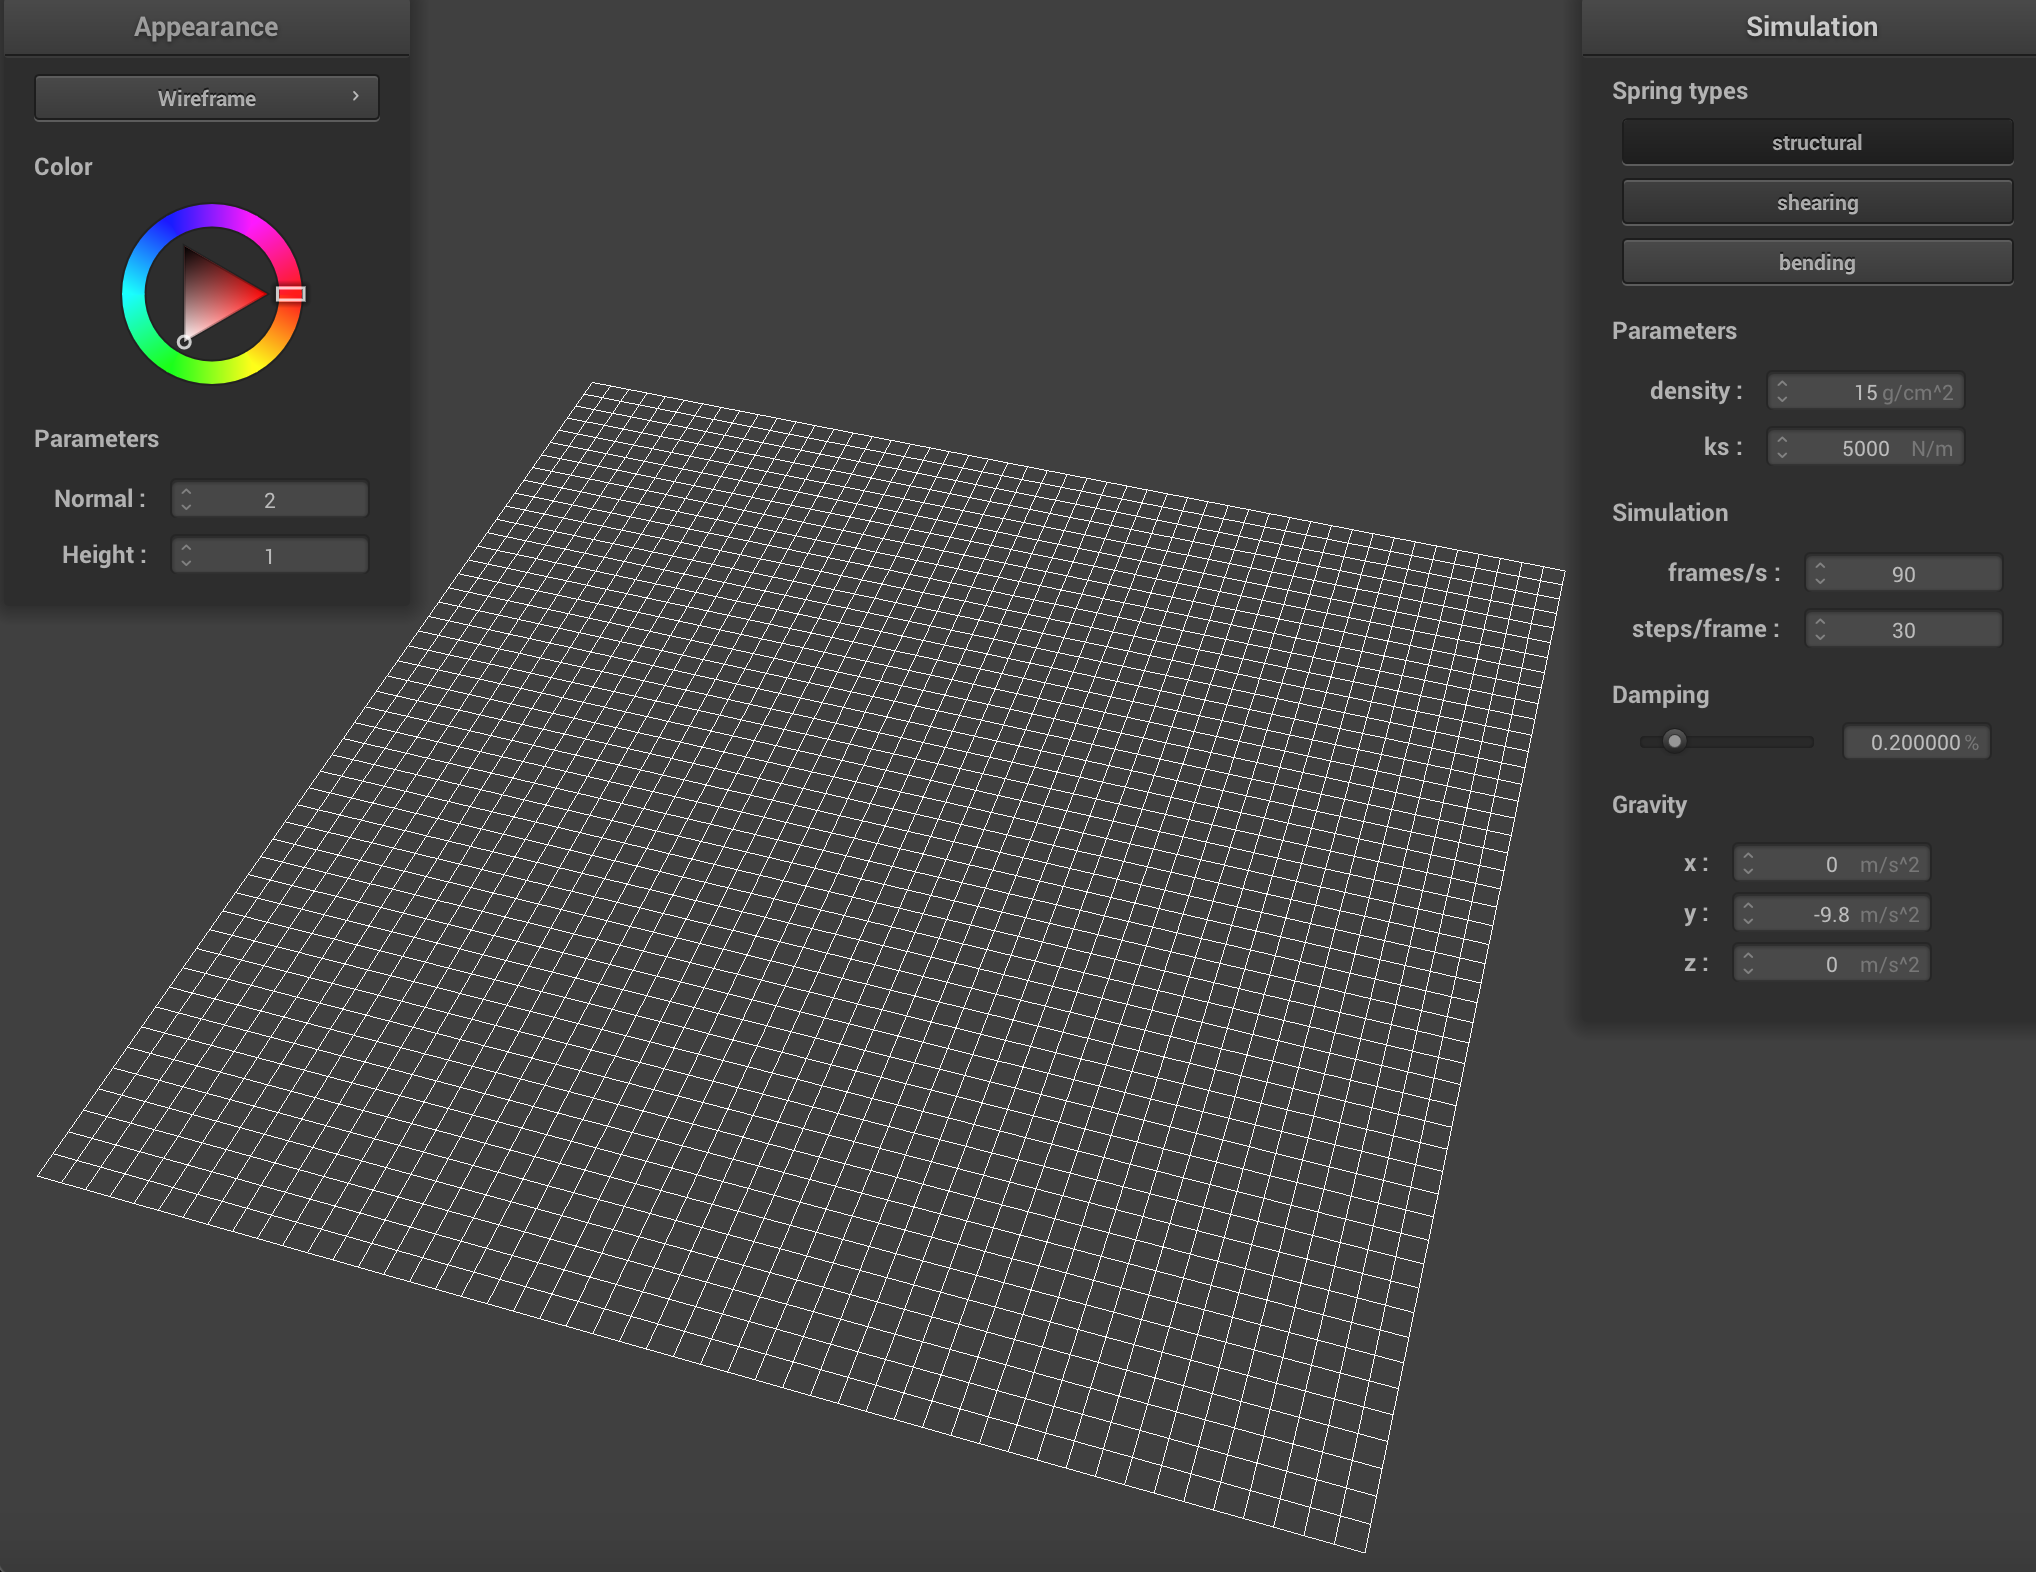 Appearance
Wireframe
Color
Parameters
Normal : 2
Height : 1
Simulation
Spring types
structural
shearing
bending
Parameters
density : 15 g/cm^2
ks : 5000 N/m
Simulation
frames/s : 90
steps/frame : 30
Damping
0.200000 %
Gravity
x : 0 m/s^2
y : -9.8 m/s^2
z : 0 m/s^2